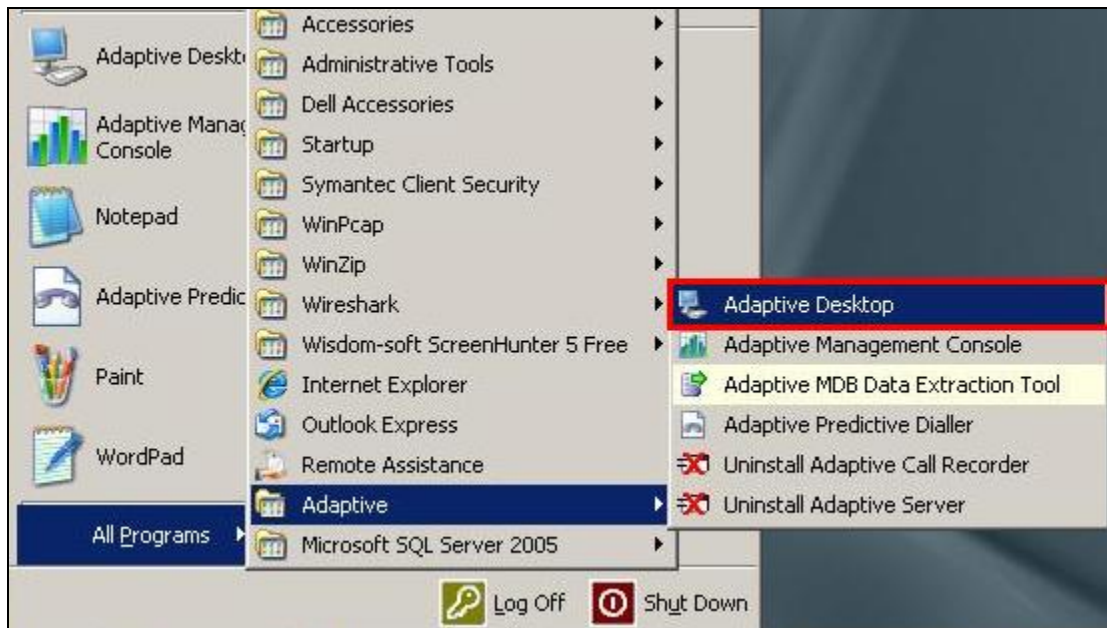 Adaptive Deskt
Adaptive Manag
Console
Notepad
Adaptive Predic
Paint
WordPad
All Programs
Accessories
Administrative Tools
Dell Accessories
Startup
Symantec Client Security
WinPcap
WinZip
Wireshark
Wisdom-soft ScreenHunter 5 Free
Internet Explorer
Outlook Express
Remote Assistance
Adaptive
Microsoft SQL Server 2005
Adaptive Desktop
Adaptive Management Console
Adaptive MDB Data Extraction Tool
Adaptive Predictive Dialler
Uninstall Adaptive Call Recorder
Uninstall Adaptive Server
Log Off
Shut Down